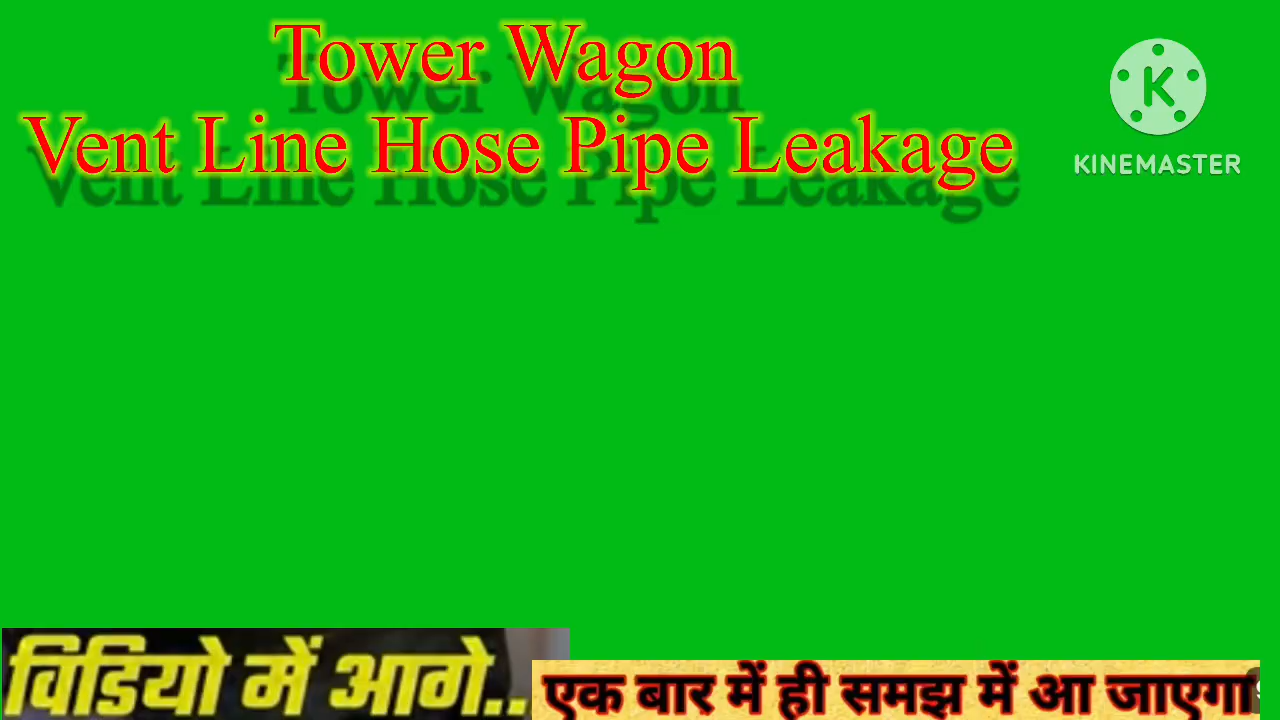 Tower Wagon
Vent Line Hose Pipe Leakage
K
KINEMASTER
विडियो में आगे..
एक बार में ही समझ में आ जाएगा